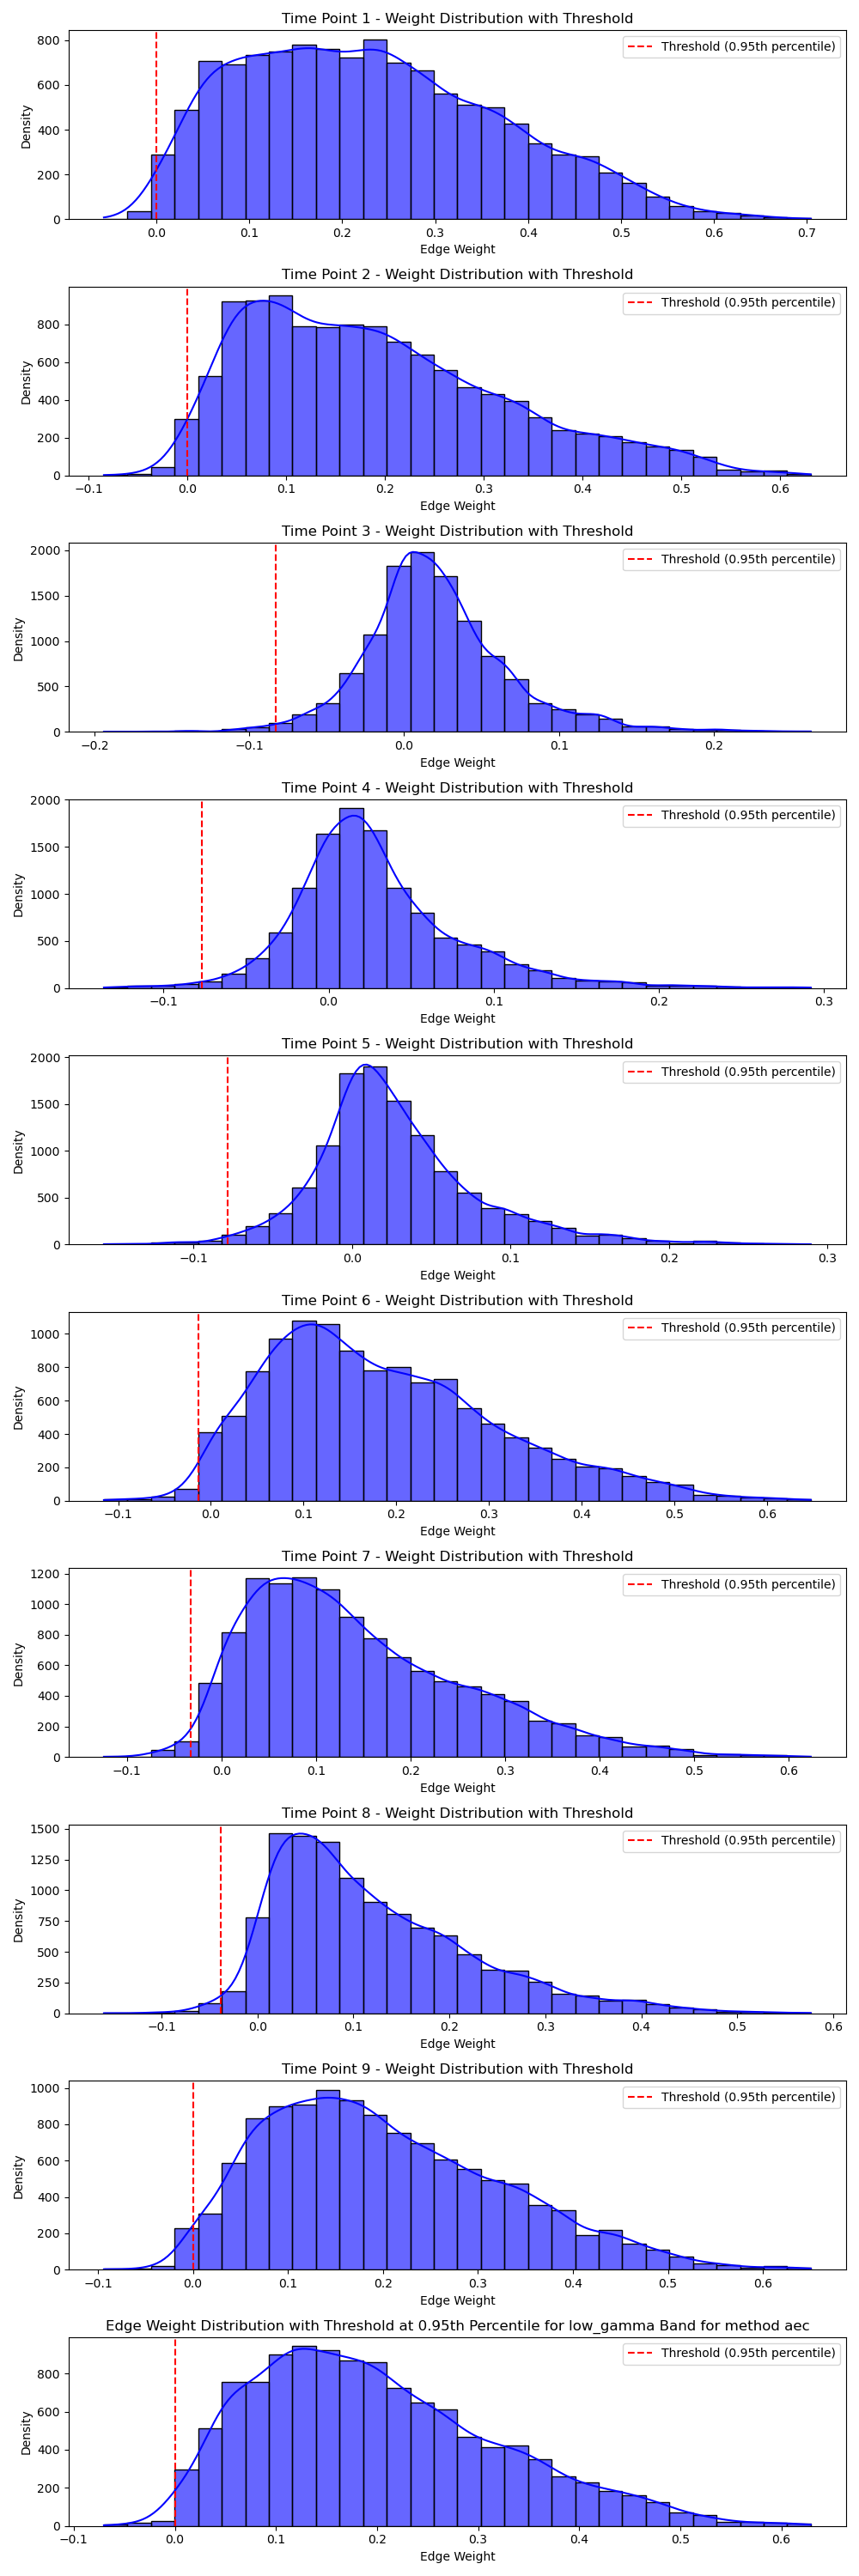 Time Point 1 - Weight Distribution with Threshold
Threshold (0.95th percentile)
Density
800
600
400
200
0
0.0 0.1 0.2 0.3 0.4 0.5 0.6 0.7
Edge Weight
Time Point 2 - Weight Distribution with Threshold
Threshold (0.95th percentile)
Density
800
600
400
200
0
−0.1 0.0 0.1 0.2 0.3 0.4 0.5 0.6
Edge Weight
Time Point 3 - Weight Distribution with Threshold
Threshold (0.95th percentile)
Density
2000
1500
1000
500
0
−0.2 −0.1 0.0 0.1 0.2
Edge Weight
Time Point 4 - Weight Distribution with Threshold
Threshold (0.95th percentile)
Density
2000
1500
1000
500
0
−0.1 0.0 0.1 0.2 0.3
Edge Weight
Time Point 5 - Weight Distribution with Threshold
Threshold (0.95th percentile)
Density
2000
1500
1000
500
0
−0.1 0.0 0.1 0.2 0.3
Edge Weight
Time Point 6 - Weight Distribution with Threshold
Threshold (0.95th percentile)
Density
1000
800
600
400
200
0
−0.1 0.0 0.1 0.2 0.3 0.4 0.5 0.6
Edge Weight
Time Point 7 - Weight Distribution with Threshold
Threshold (0.95th percentile)
Density
1200
1000
800
600
400
200
0
−0.1 0.0 0.1 0.2 0.3 0.4 0.5 0.6
Edge Weight
Time Point 8 - Weight Distribution with Threshold
Threshold (0.95th percentile)
Density
1500
1250
1000
750
500
250
0
−0.1 0.0 0.1 0.2 0.3 0.4 0.5 0.6
Edge Weight
Time Point 9 - Weight Distribution with Threshold
Threshold (0.95th percentile)
Density
1000
800
600
400
200
0
−0.1 0.0 0.1 0.2 0.3 0.4 0.5 0.6
Edge Weight
Edge Weight Distribution with Threshold at 0.95th Percentile for low_gamma Band for method aec
Threshold (0.95th percentile)
Density
800
600
400
200
0
−0.1 0.0 0.1 0.2 0.3 0.4 0.5 0.6
Edge Weight